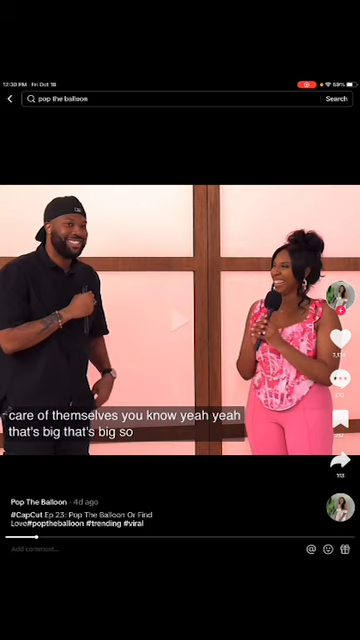 12:30 PM Fri Oct 18
59%
pop the balloon
Search
care of themselves you know yeah yeah
that's big that's big so
113
Pop The Balloon · 4d ago
#CapCut Ep 23: Pop The Balloon Or Find
Love#poptheballoon #trending #viral
Add comment...